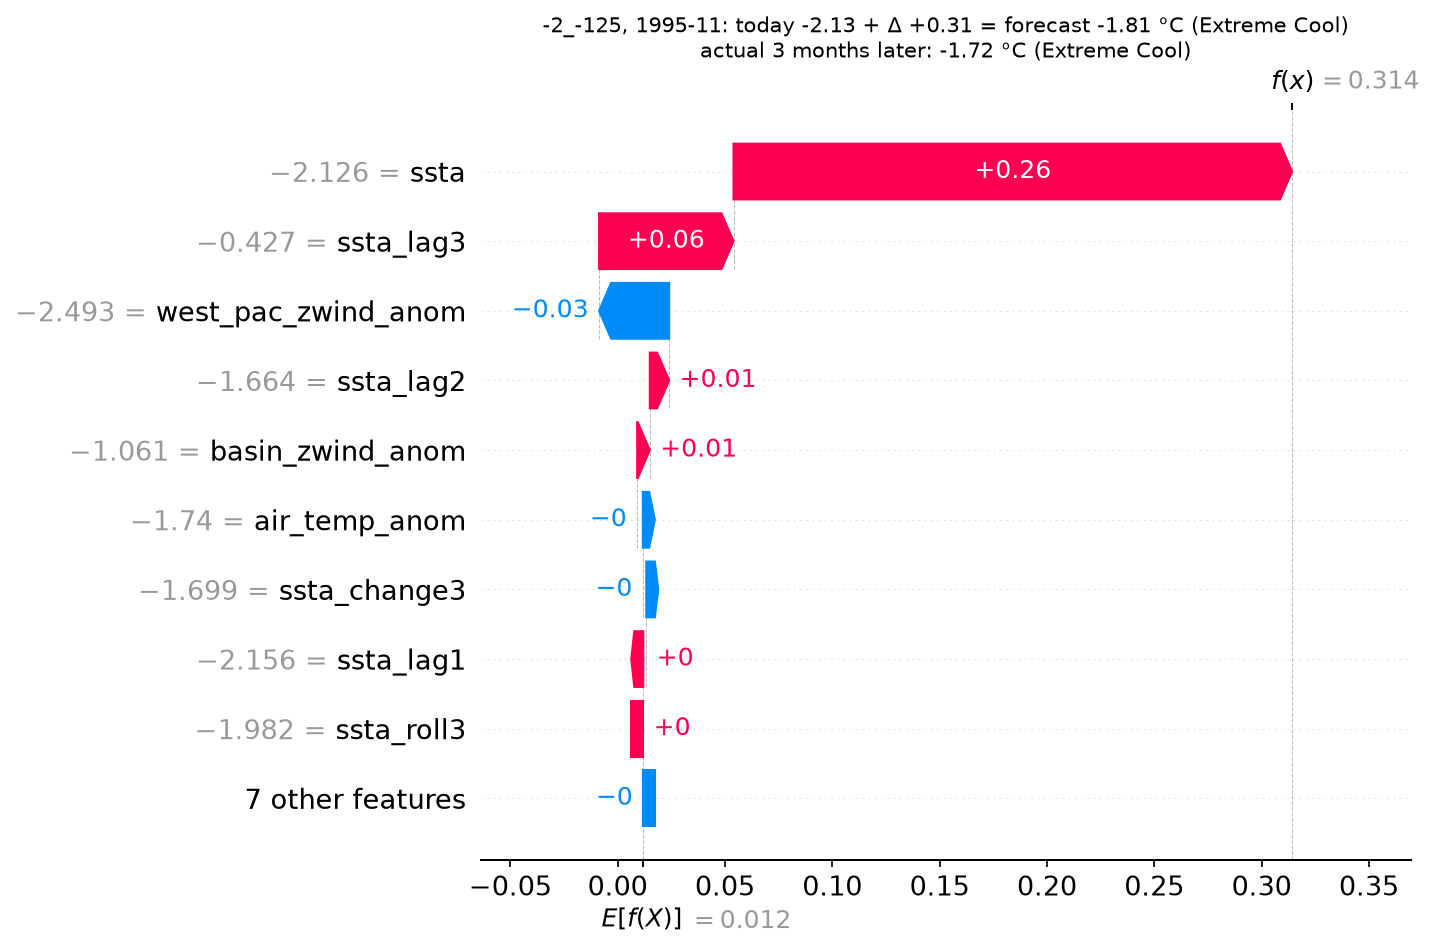 -2_-125, 1995-11: today -2.13 + Δ +0.31 = forecast -1.81 °C (Extreme Cool)
actual 3 months later: -1.72 °C (Extreme Cool)
f(x) = 0.314
−2.126 = ssta
+0.26
−0.427 = ssta_lag3
+0.06
−2.493 = west_pac_zwind_anom
−0.03
−1.664 = ssta_lag2
+0.01
−1.061 = basin_zwind_anom
+0.01
−1.74 = air_temp_anom
−0
−1.699 = ssta_change3
−0
−2.156 = ssta_lag1
+0
−1.982 = ssta_roll3
+0
7 other features
−0
−0.05 0.00 0.05 0.10 0.15 0.20 0.25 0.30 0.35
E[f(X)] = 0.012